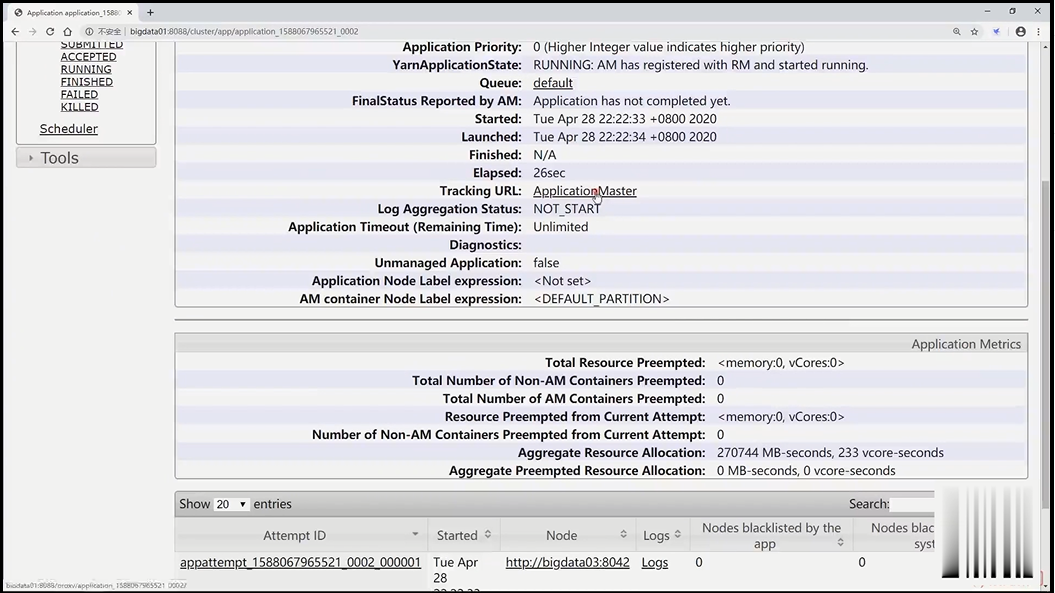 Application application_1588
不安全 bigdata01:8088/cluster/app/application_1588067965521_0002
SUBMITTED
ACCEPTED
RUNNING
FINISHED
FAILED
KILLED
Scheduler
Tools
Application Priority: 0 (Higher Integer value indicates higher priority)
YarnApplicationState: RUNNING: AM has registered with RM and started running.
Queue: default
FinalStatus Reported by AM: Application has not completed yet.
Started: Tue Apr 28 22:22:33 +0800 2020
Launched: Tue Apr 28 22:22:34 +0800 2020
Finished: N/A
Elapsed: 26sec
Tracking URL: ApplicationMaster
Log Aggregation Status: NOT_START
Application Timeout (Remaining Time): Unlimited
Diagnostics:
Unmanaged Application: false
Application Node Label expression: <Not set>
AM container Node Label expression: <DEFAULT_PARTITION>
Application Metrics
Total Resource Preempted: <memory:0, vCores:0>
Total Number of Non-AM Containers Preempted: 0
Total Number of AM Containers Preempted: 0
Resource Preempted from Current Attempt: <memory:0, vCores:0>
Number of Non-AM Containers Preempted from Current Attempt: 0
Aggregate Resource Allocation: 270744 MB-seconds, 233 vcore-seconds
Aggregate Preempted Resource Allocation: 0 MB-seconds, 0 vcore-seconds
Show 20 entries Search:
Attempt ID Started Node Logs Nodes blacklisted by the app Nodes blac syst
appattempt_1588067965521_0002_000001 Tue Apr 28 http://bigdata03:8042 Logs 0 0
bigdata01:8088/proxy/application_1588067965521_0002/